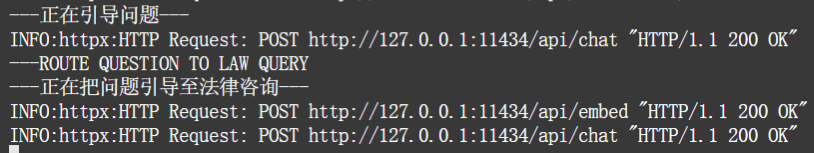 ---正在引导问题---
INFO:httpx:HTTP Request: POST http://127.0.0.1:11434/api/chat "HTTP/1.1 200 OK"
---ROUTE QUESTION TO LAW QUERY
---正在把问题引导至法律咨询---
INFO:httpx:HTTP Request: POST http://127.0.0.1:11434/api/embed "HTTP/1.1 200 OK"
INFO:httpx:HTTP Request: POST http://127.0.0.1:11434/api/chat "HTTP/1.1 200 OK"